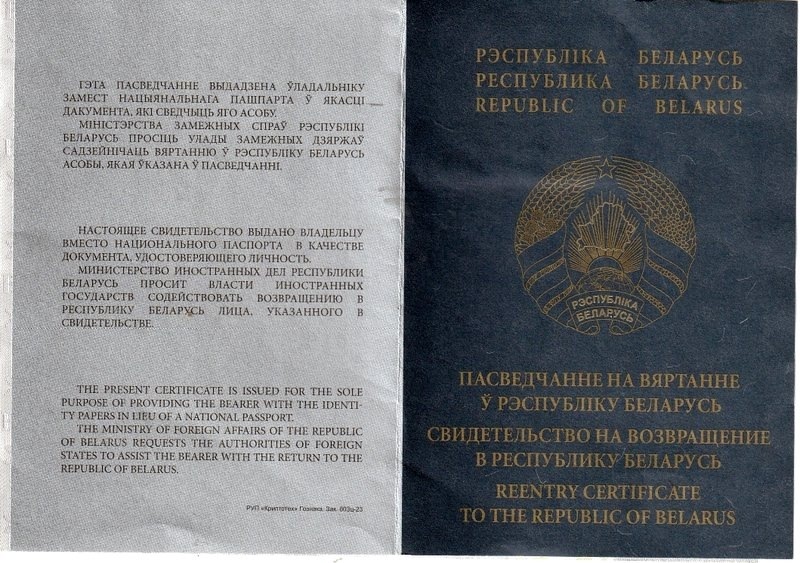 ГЭТА ПАСВЕДЧАННЕ ВЫДАДЗЕНА ЎЛАДАЛЬНІКУ
ЗАМЕСТ НАЦЫЯНАЛЬНАГА ПАШПАРТА Ў ЯКАСЦІ
ДАКУМЕНТА, ЯКІ СВЕДЧЫЦЬ ЯГО АСОБУ.
МІНІСТЭРСТВА ЗАМЕЖНЫХ СПРАЎ РЭСПУБЛІКІ
БЕЛАРУСЬ ПРОСІЦЬ УЛАДЫ ЗАМЕЖНЫХ ДЗЯРЖАЎ
САДЗЕЙНІЧАЦЬ ВЯРТАННЮ Ў РЭСПУБЛІКУ БЕЛАРУСЬ
АСОБЫ, ЯКАЯ ЎКАЗАНА Ў ПАСВЕДЧАННІ.
НАСТОЯЩЕЕ СВИДЕТЕЛЬСТВО ВЫДАНО ВЛАДЕЛЬЦУ
ВМЕСТО НАЦИОНАЛЬНОГО ПАСПОРТА В КАЧЕСТВЕ
ДОКУМЕНТА, УДОСТОВЕРЯЮЩЕГО ЛИЧНОСТЬ.
МИНИСТЕРСТВО ИНОСТРАННЫХ ДЕЛ РЕСПУБЛИКИ
БЕЛАРУСЬ ПРОСИТ ВЛАСТИ ИНОСТРАННЫХ
ГОСУДАРСТВ СОДЕЙСТВОВАТЬ ВОЗВРАЩЕНИЮ В
РЕСПУБЛИКУ БЕЛАРУСЬ ЛИЦА, УКАЗАННОГО В
СВИДЕТЕЛЬСТВЕ.
THE PRESENT CERTIFICATE IS ISSUED FOR THE SOLE
PURPOSE OF PROVIDING THE BEARER WITH THE IDENTI-
TY PAPERS IN LIEU OF A NATIONAL PASSPORT.
THE MINISTRY OF FOREIGN AFFAIRS OF THE REPUBLIC
OF BELARUS REQUESTS THE AUTHORITIES OF FOREIGN
STATES TO ASSIST THE BEARER WITH THE RETURN TO THE
REPUBLIC OF BELARUS.
РУП «Криптотех» Гознака. Зак. 603ц-23
РЭСПУБЛІКА БЕЛАРУСЬ
РЕСПУБЛИКА БЕЛАРУСЬ
REPUBLIC OF BELARUS
РЭСПУБЛІКА
БЕЛАРУСЬ
ПАСВЕДЧАННЕ НА ВЯРТАННЕ
Ў РЭСПУБЛІКУ БЕЛАРУСЬ
СВИДЕТЕЛЬСТВО НА ВОЗВРАЩЕНИЕ
В РЕСПУБЛИКУ БЕЛАРУСЬ
REENTRY CERTIFICATE
TO THE REPUBLIC OF BELARUS